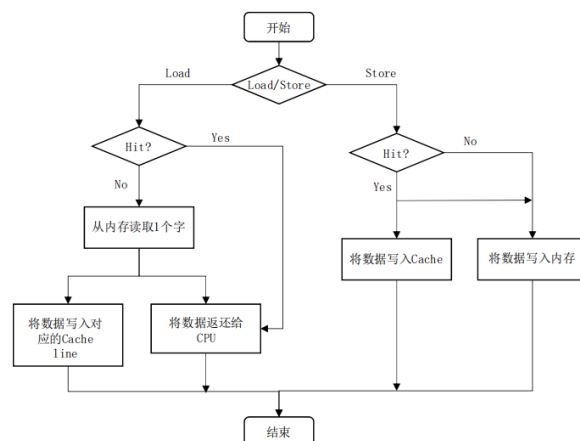 开始
Load
Load/Store
Store
Hit?
Yes
Hit?
No
No
Yes
从内存读取1个字
将数据写入Cache
将数据写入内存
将数据写入对
应的Cache
line
将数据返还给
CPU
结束